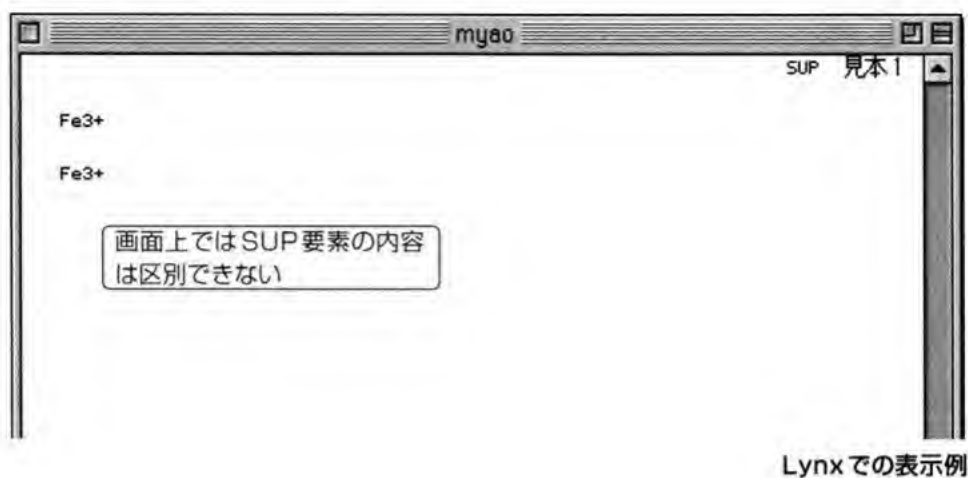 myao
SUP 見本1
Fe3+
Fe3+
画面上ではSUP要素の内容
は区別できない
Lynxでの表示例